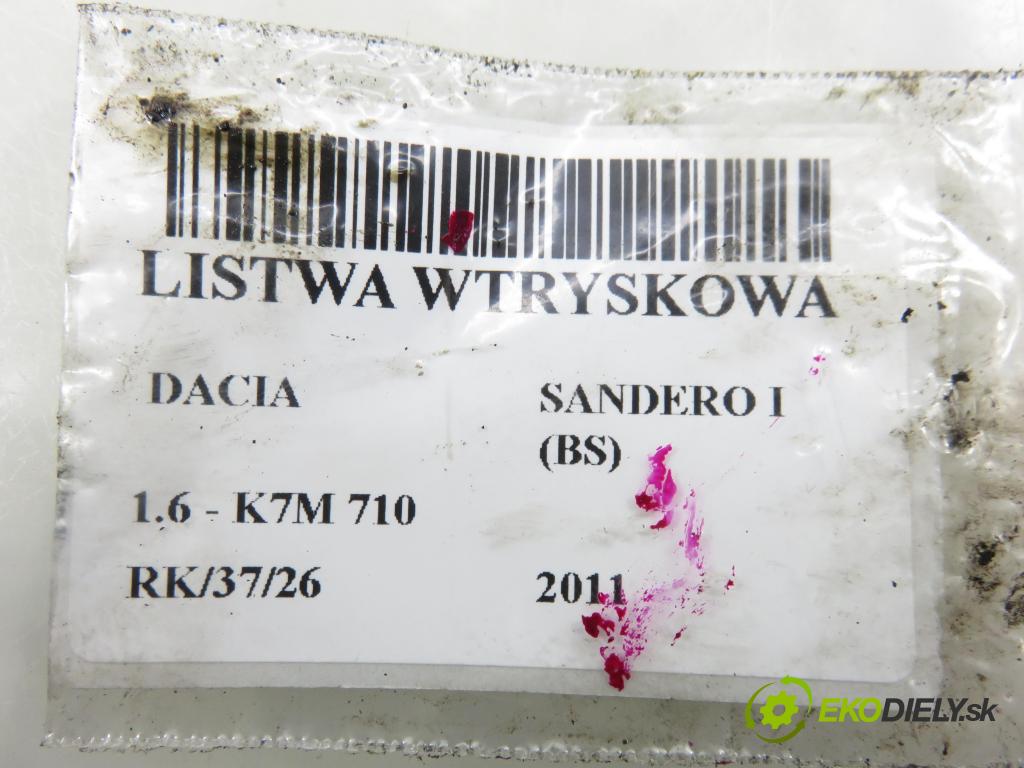 LISTWA WTRYSKOWA
DACIA
SANDERO I
(BS)
1.6 - K7M 710
RK/37/26
2011
EKODIELY.sk